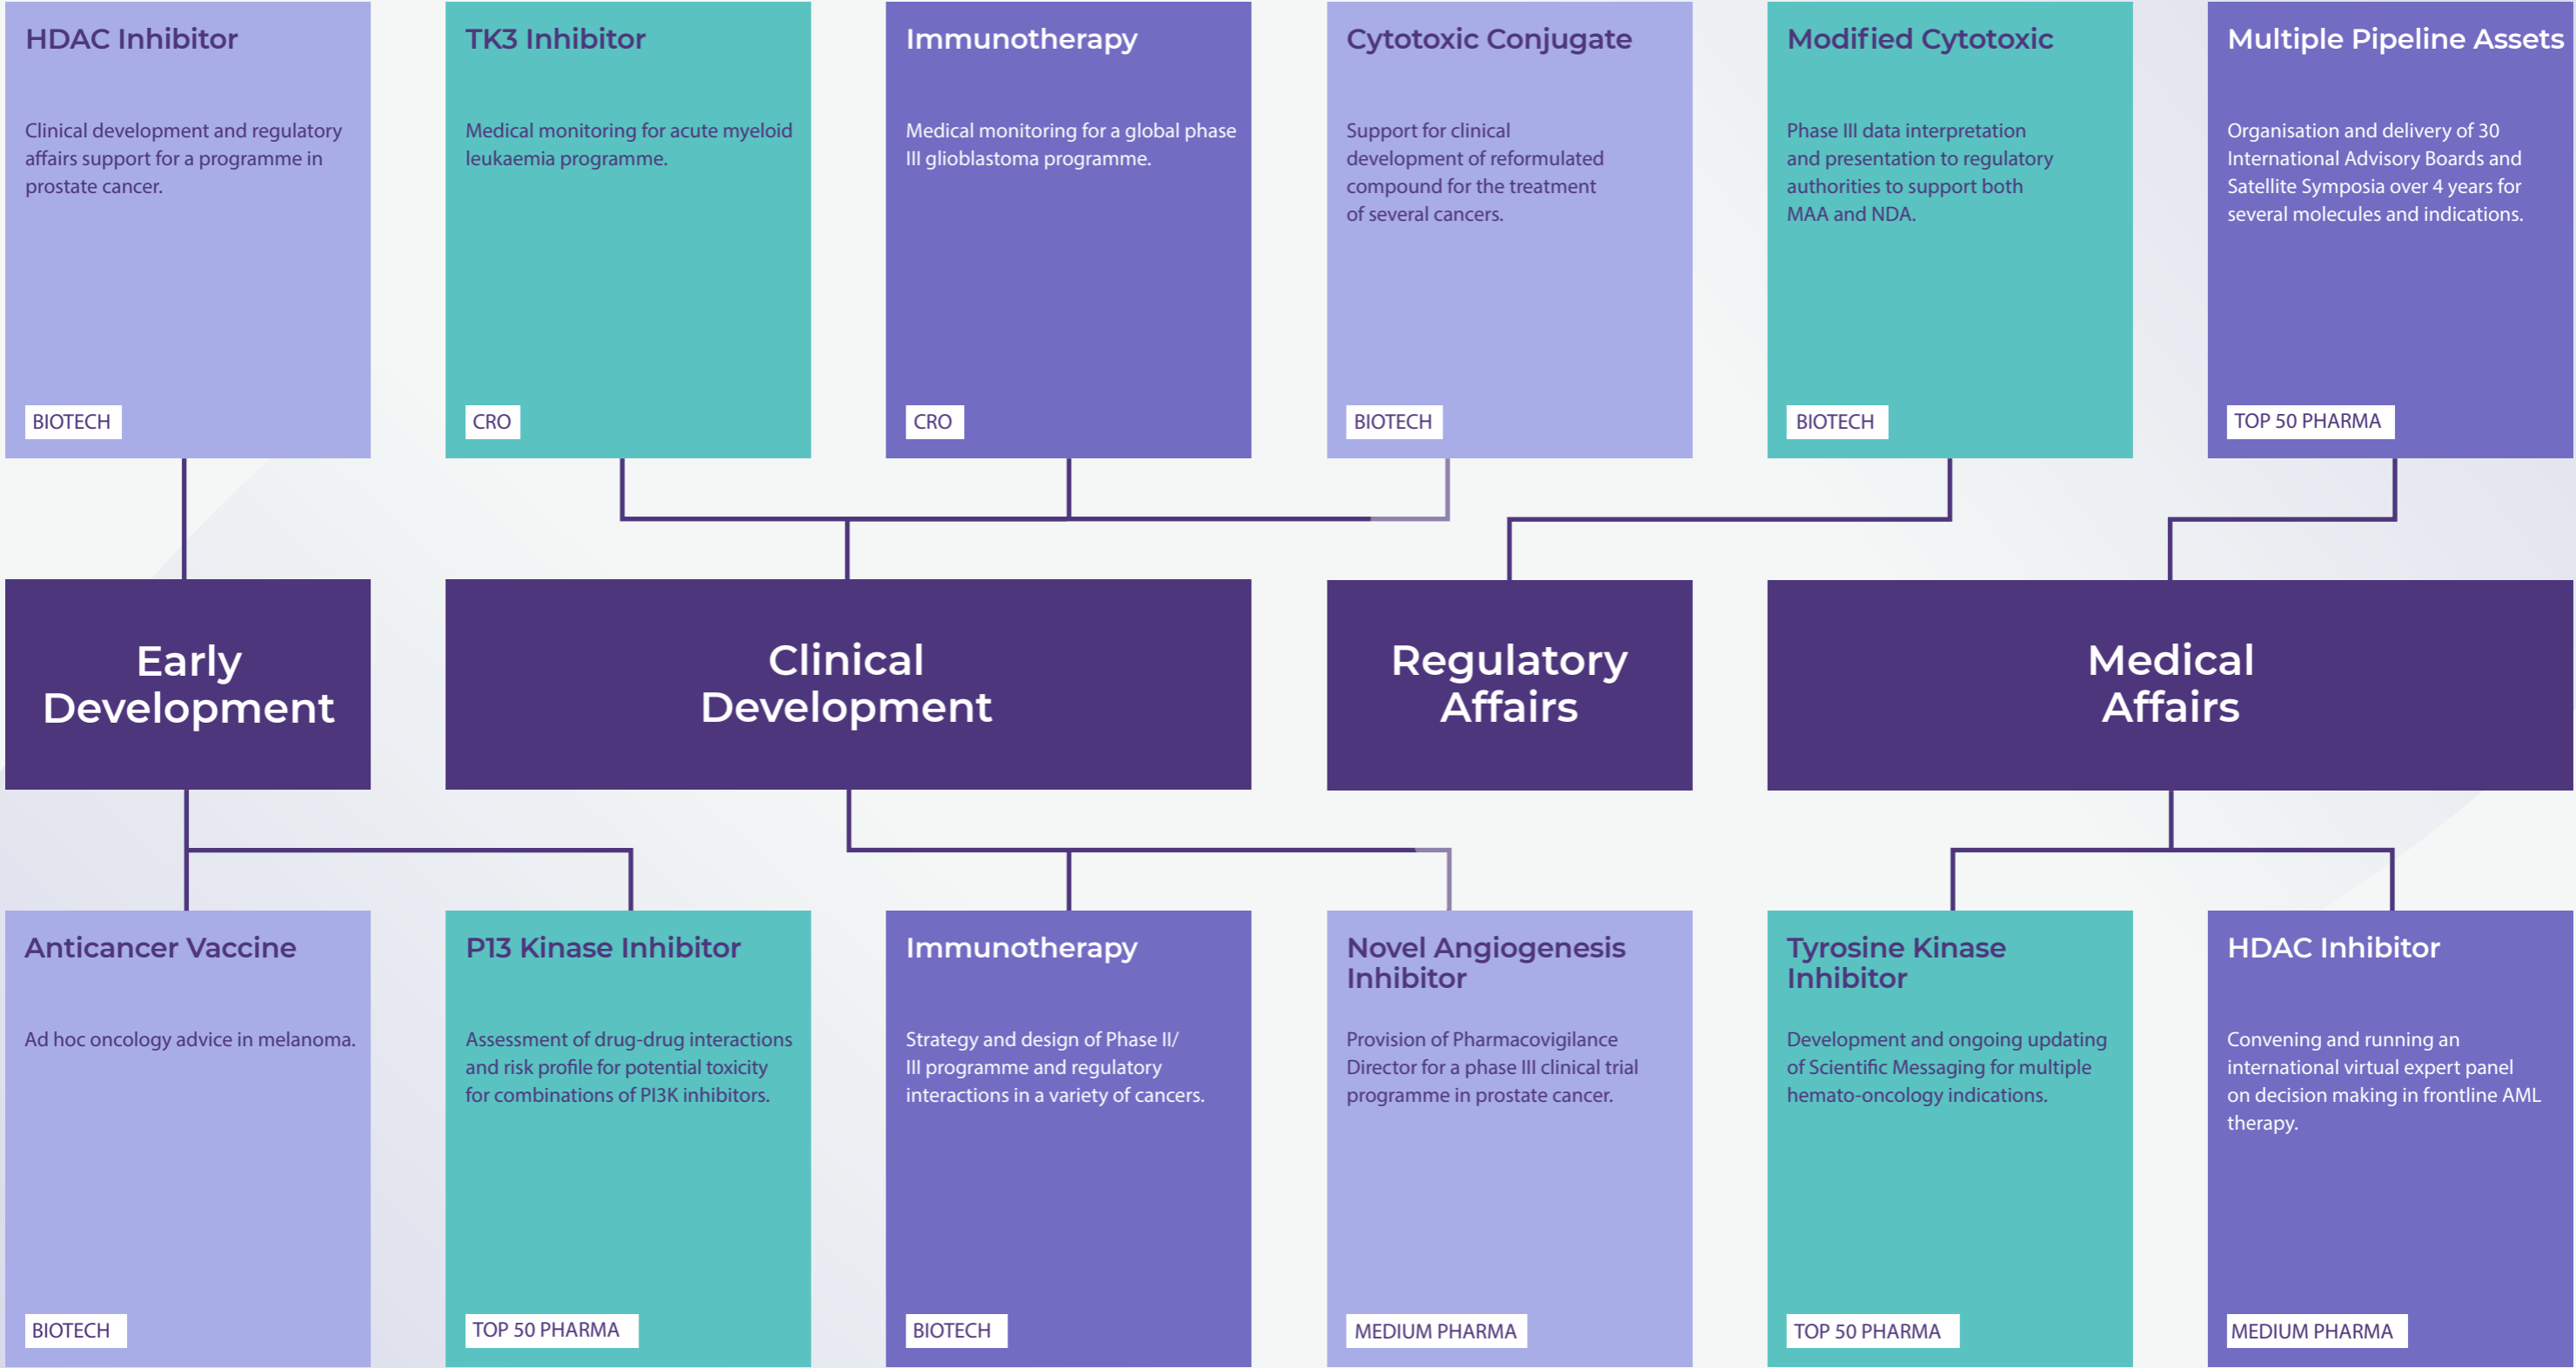 HDAC Inhibitor
Clinical development and regulatory
affairs support for a programme in
prostate cancer.
BIOTECH
TK3 Inhibitor
Medical monitoring for acute myeloid
leukaemia programme.
CRO
Immunotherapy
Medical monitoring for a global phase
III glioblastoma programme.
CRO
Cytotoxic Conjugate
Support for clinical
development of reformulated
compound for the treatment
of several cancers.
BIOTECH
Modified Cytotoxic
Phase III data interpretation
and presentation to regulatory
authorities to support both
MAA and NDA.
BIOTECH
Multiple Pipeline Assets
Organisation and delivery of 30
International Advisory Boards and
Satellite Symposia over 4 years for
several molecules and indications.
TOP 50 PHARMA
Early
Development
Clinical
Development
Regulatory
Affairs
Medical
Affairs
Anticancer Vaccine
Ad hoc oncology advice in melanoma.
BIOTECH
P13 Kinase Inhibitor
Assessment of drug-drug interactions
and risk profile for potential toxicity
for combinations of PI3K inhibitors.
TOP 50 PHARMA
Immunotherapy
Strategy and design of Phase II/
III programme and regulatory
interactions in a variety of cancers.
BIOTECH
Novel Angiogenesis
Inhibitor
Provision of Pharmacovigilance
Director for a phase III clinical trial
programme in prostate cancer.
MEDIUM PHARMA
Tyrosine Kinase
Inhibitor
Development and ongoing updating
of Scientific Messaging for multiple
hemato-oncology indications.
TOP 50 PHARMA
HDAC Inhibitor
Convening and running an
international virtual expert panel
on decision making in frontline AML
therapy.
MEDIUM PHARMA